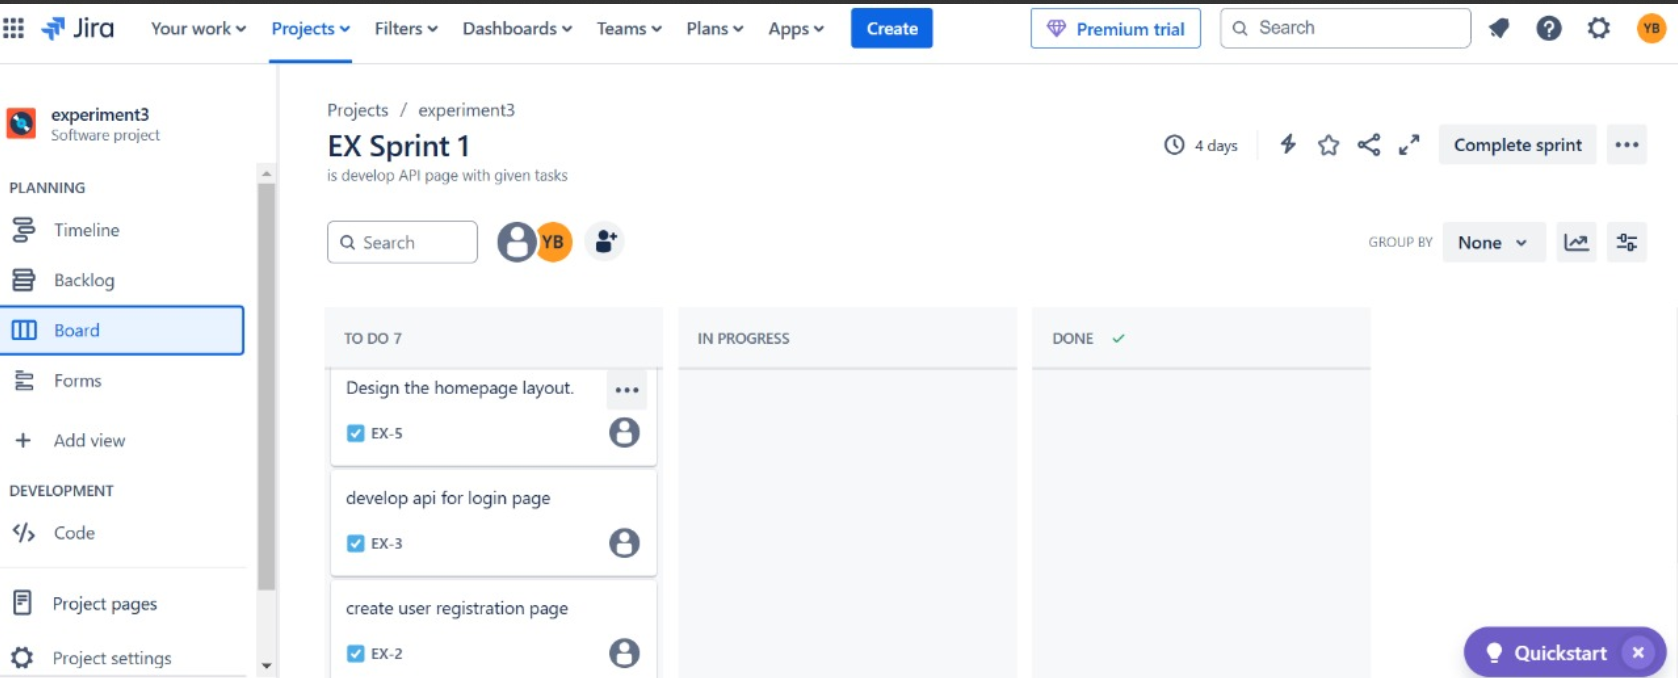 Jira Your work Projects Filters Dashboards Teams Plans Apps Create Premium trial Search YB
experiment3
Software project
PLANNING
Timeline
Backlog
Board
Forms
Add view
DEVELOPMENT
Code
Project pages
Project settings
Projects / experiment3
EX Sprint 1
is develop API page with given tasks
4 days
Complete sprint
Search
YB
GROUP BY None
TO DO 7
IN PROGRESS
DONE
Design the homepage layout.
EX-5
develop api for login page
EX-3
create user registration page
EX-2
Quickstart